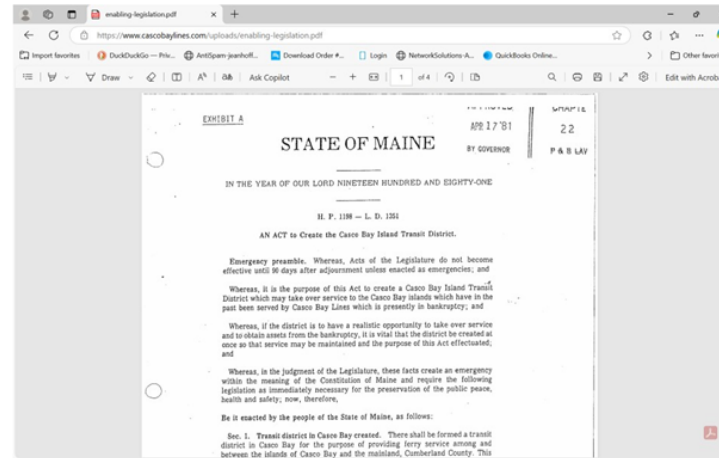 enabling-legislation.pdf
https://www.cascobaylines.com/uploads/enabling-legislation.pdf
Import favorites
DuckDuckGo — Priv...
AntiSpam-jeanhoff...
Download Order #...
Login
NetworkSolutions-A...
QuickBooks Online...
Other favor
Draw
Ask Copilot
1 of 4
Edit with Acrob
EXHIBIT A
APR 17 '81
BY GOVERNOR
22
P & S LAW
STATE OF MAINE
IN THE YEAR OF OUR LORD NINETEEN HUNDRED AND EIGHTY-ONE
H. P. 1198 — L. D. 1351
AN ACT to Create the Casco Bay Island Transit District.
Emergency preamble. Whereas, Acts of the Legislature do not become
effective until 90 days after adjournment unless enacted as emergencies; and
Whereas, it is the purpose of this Act to create a Casco Bay Island Transit
District which may take over service to the Casco Bay islands which have in the
past been served by Casco Bay Lines which is presently in bankruptcy; and
Whereas, if the district is to have a realistic opportunity to take over service
and to obtain assets from the bankruptcy, it is vital that the district be created at
once so that service may be maintained and the purpose of this Act effectuated;
and
Whereas, in the judgment of the Legislature, these facts create an emergency
within the meaning of the Constitution of Maine and require the following
legislation as immediately necessary for the preservation of the public peace,
health and safety; now, therefore,
Be it enacted by the people of the State of Maine, as follows:
Sec. 1. Transit district in Casco Bay created. There shall be formed a transit
district in Casco Bay for the purpose of providing ferry service among and
between the islands of Casco Bay and the mainland, Cumberland County. This